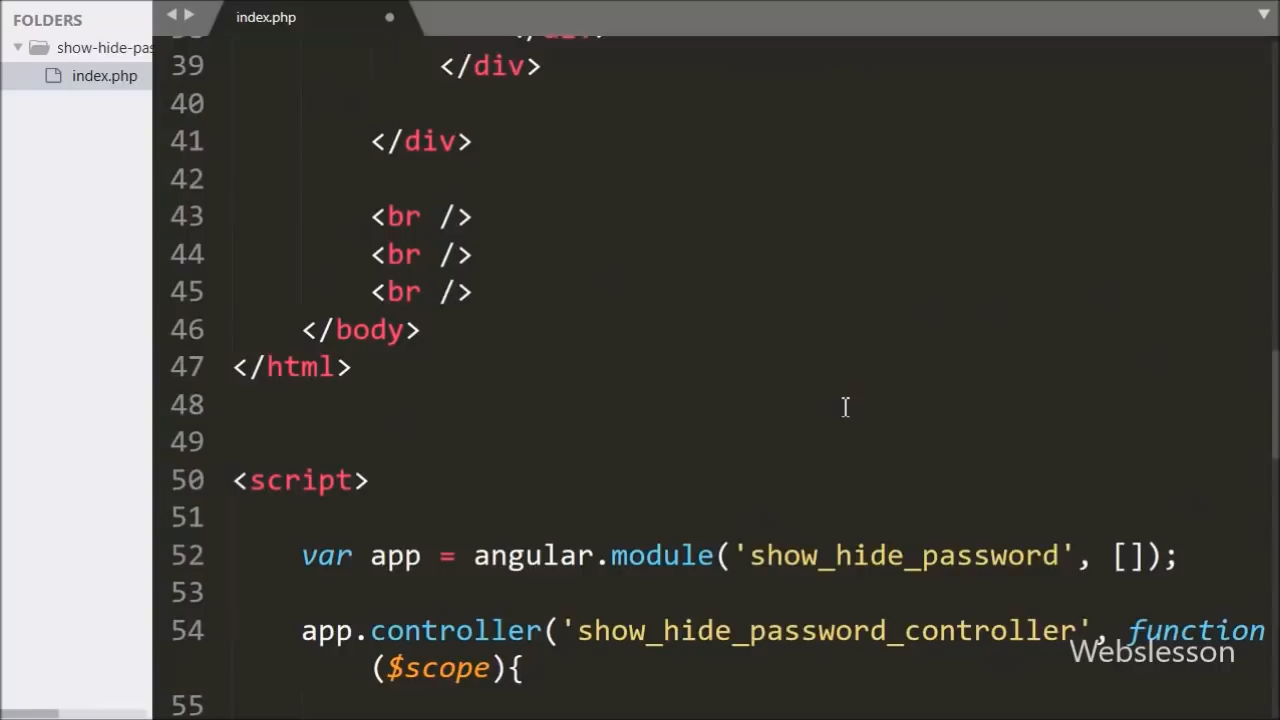 FOLDERS
show-hide-pas
index.php
index.php
39 </div>
40
41 </div>
42
43 <br />
44 <br />
45 <br />
46 </body>
47 </html>
48
49
50 <script>
51
52 var app = angular.module('show_hide_password', []);
53
54 app.controller('show_hide_password_controller', function
($scope){
55
Webslesson